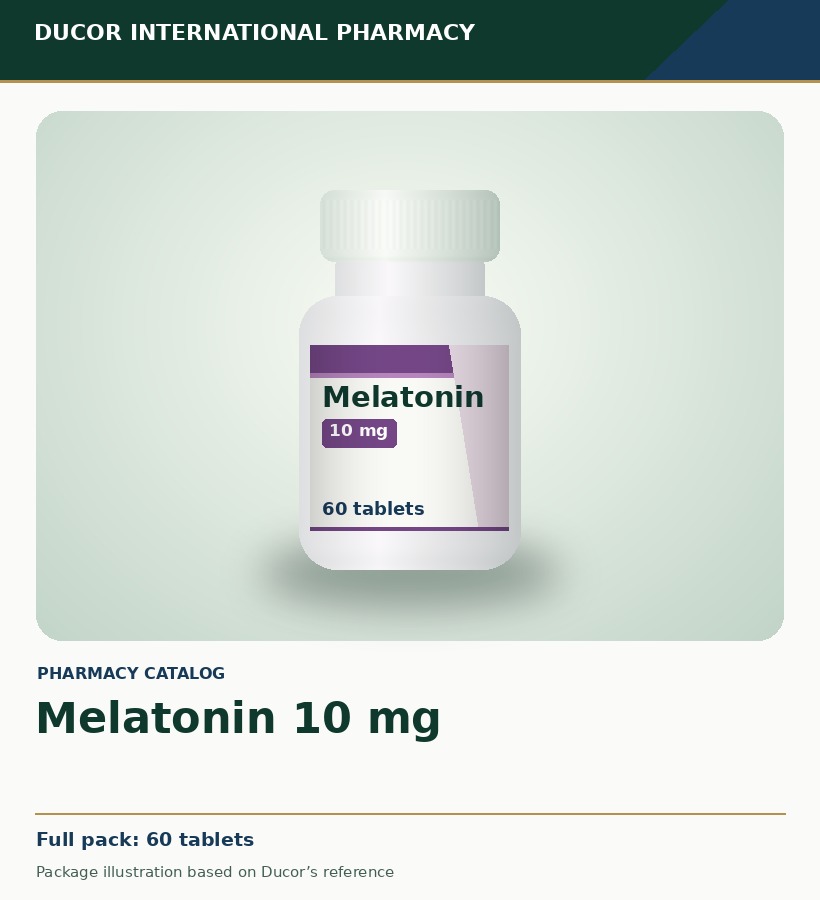 DUCOR INTERNATIONAL PHARMACY
Melatonin
10 mg
60 tablets
PHARMACY CATALOG
Melatonin 10 mg
Full pack: 60 tablets
Package illustration based on Ducor’s reference